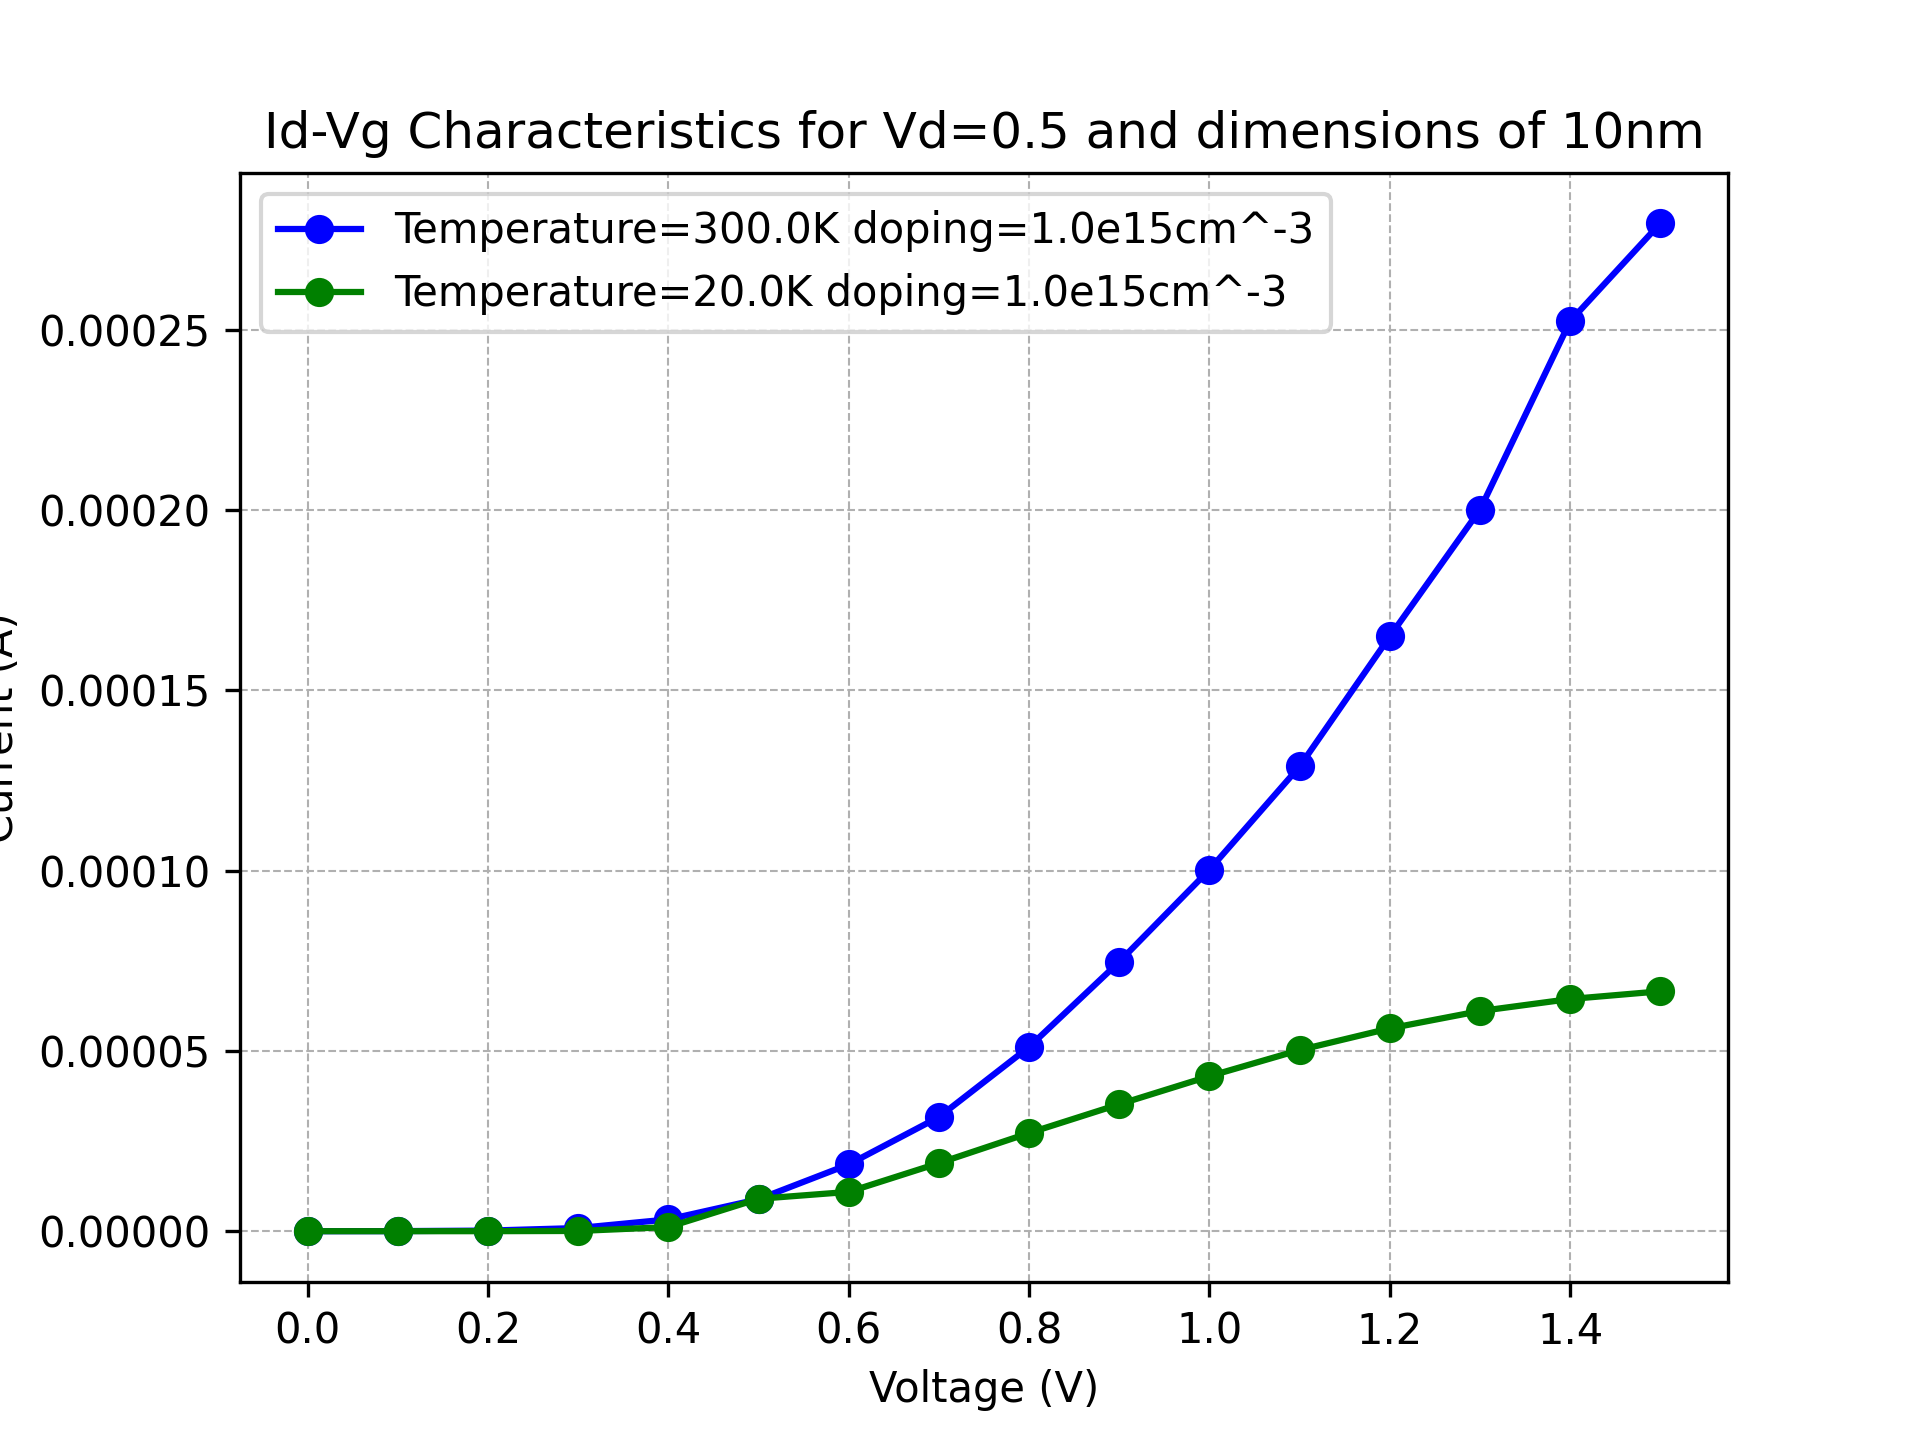 Id-Vg Characteristics for Vd=0.5 and dimensions of 10nm
Temperature=300.0K doping=1.0e15cm^-3
Temperature=20.0K doping=1.0e15cm^-3
0.00025
0.00020
0.00015
0.00010
0.00005
0.00000
Current (A)
0.0 0.2 0.4 0.6 0.8 1.0 1.2 1.4
Voltage (V)